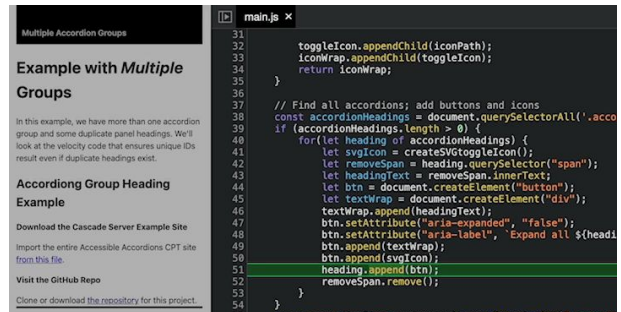 Multiple Accordion Groups
Example with Multiple
Groups
In this example, we have more than one accordion
group and some duplicate panel headings. We'll
look at the velocity code that ensures unique IDs
result even if duplicate headings exist.
Accordiong Group Heading
Example
Download the Cascade Server Example Site
Import the entire Accessible Accordions CPT site
from this file.
Visit the GitHub Repo
Clone or download the repository for this project.
main.js ×
31
32 toggleIcon.appendChild(iconPath);
33 iconWrap.appendChild(toggleIcon);
34 return iconWrap;
35 }
36
37 // Find all accordions; add buttons and icons
38 const accordionHeadings = document.querySelectorAll('.acco
39 if (accordionHeadings.length > 0) {
40 for(let heading of accordionHeadings) {
41 let svgIcon = createSVGtoggleIcon();
42 let removeSpan = heading.querySelector("span");
43 let headingText = removeSpan.innerText;
44 let btn = document.createElement("button");
45 let textWrap = document.createElement("div");
46 textWrap.append(headingText);
47 btn.setAttribute("aria-expanded", "false");
48 btn.setAttribute("aria-label", `Expand all ${headi
49 btn.append(textWrap);
50 btn.append(svgIcon);
51 heading.append(btn);
52 removeSpan.remove();
53 }
54 }